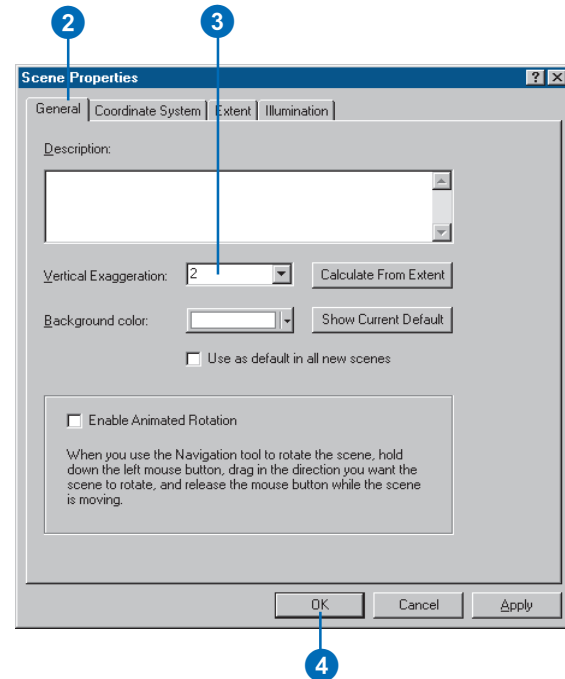 2 3
Scene Properties
General Coordinate System Extent Illumination
Description:
Vertical Exaggeration: 2 Calculate From Extent
Background color: Show Current Default
Use as default in all new scenes
Enable Animated Rotation
When you use the Navigation tool to rotate the scene, hold
down the left mouse button, drag in the direction you want the
scene to rotate, and release the mouse button while the scene
is moving.
OK Cancel Apply
4